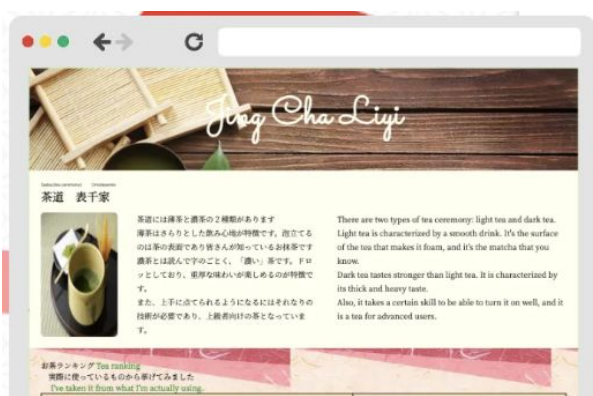 Jing Cha Liyi
茶道 表千家
茶道には薄茶と濃茶の2種類があります
薄茶はさらりとした飲み心地が特徴です。泡立てる
のは茶の表面であり皆さんが知っているお抹茶です
濃茶とは読んで字のごとく、「濃い」茶です。ドロ
ッとしており、重厚な味わいが楽しめるのが特徴で
す。
また、上手に点てられるようになるにはそれなりの
技術が必要であり、上級者向けの茶となっていま
す。
There are two types of tea ceremony: light tea and dark tea.
Light tea is characterized by a smooth drink. It's the surface
of the tea that makes it foam, and it's the matcha that you
know.
Dark tea tastes stronger than light tea. It is characterized by
its thick and heavy taste.
Also, it takes a certain skill to be able to turn it on well, and it
is a tea for advanced users.
お茶ランキング Tea ranking
実際に使っているものから挙げてみました
I've taken it from what I'm actually using.